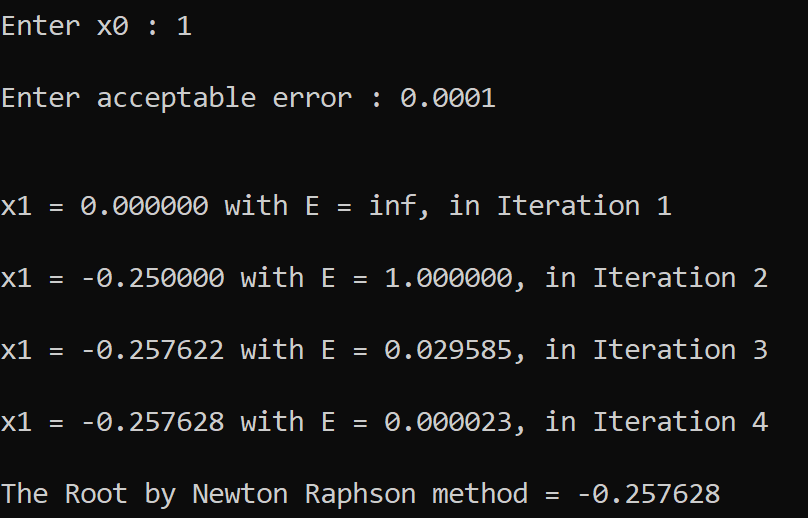 Enter x0 : 1
Enter acceptable error : 0.0001
x1 = 0.000000 with E = inf, in Iteration 1
x1 = -0.250000 with E = 1.000000, in Iteration 2
x1 = -0.257622 with E = 0.029585, in Iteration 3
x1 = -0.257628 with E = 0.000023, in Iteration 4
The Root by Newton Raphson method = -0.257628